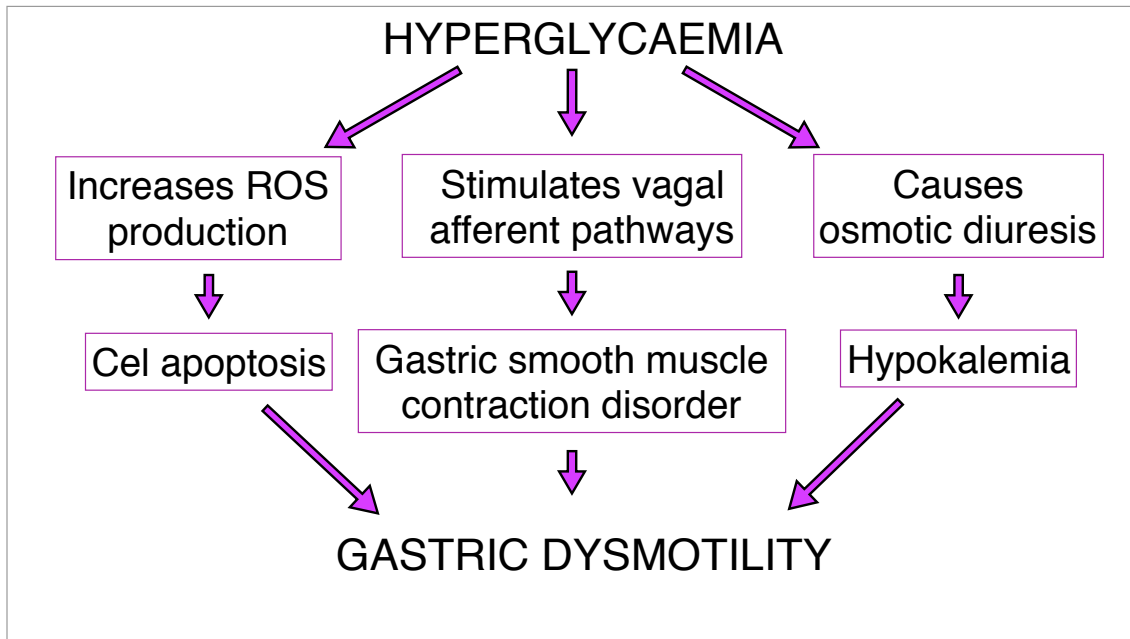 HYPERGLYCAEMIA
Increases ROS
production
Stimulates vagal
afferent pathways
Causes
osmotic diuresis
Cel apoptosis
Gastric smooth muscle
contraction disorder
Hypokalemia
GASTRIC DYSMOTILITY